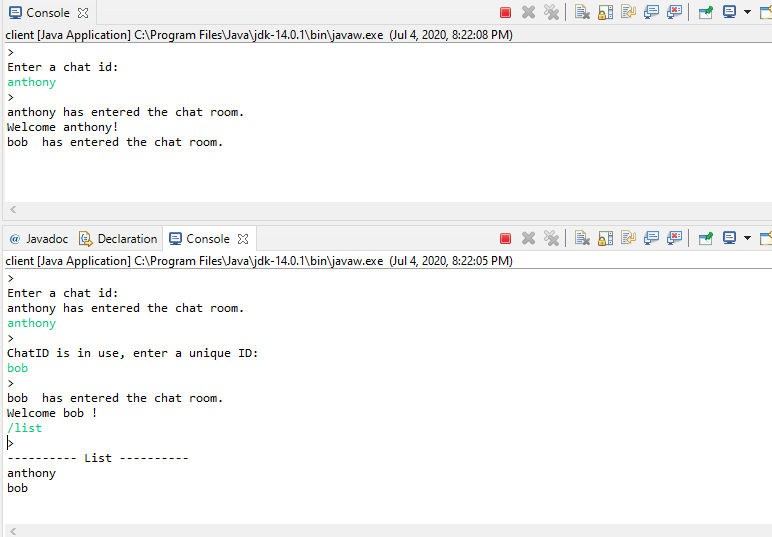 Console
client [Java Application] C:\Program Files\Java\jdk-14.0.1\bin\javaw.exe (Jul 4, 2020, 8:22:08 PM)
>
Enter a chat id:
anthony
>
anthony has entered the chat room.
Welcome anthony!
bob  has entered the chat room.
@ Javadoc Declaration Console
client [Java Application] C:\Program Files\Java\jdk-14.0.1\bin\javaw.exe (Jul 4, 2020, 8:22:05 PM)
>
Enter a chat id:
anthony has entered the chat room.
anthony
>
ChatID is in use, enter a unique ID:
bob
>
bob  has entered the chat room.
Welcome bob !
/list
>
---------- List ----------
anthony
bob